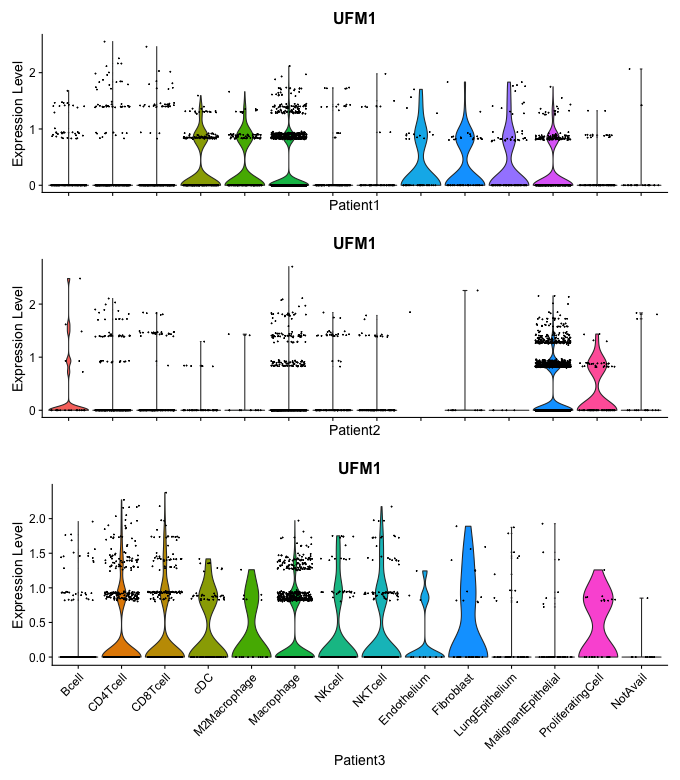 UFM1
Expression Level
2
1
0
Patient1
UFM1
Expression Level
2
1
0
Patient2
UFM1
Expression Level
2.0
1.5
1.0
0.5
0.0
Bcell
CD4Tcell
CD8Tcell
cDC
M2Macrophage
Macrophage
NKcell
NKTcell
Endothelium
Fibroblast
LungEpithelium
MalignantEpithelial
ProliferatingCell
NotAvail
Patient3